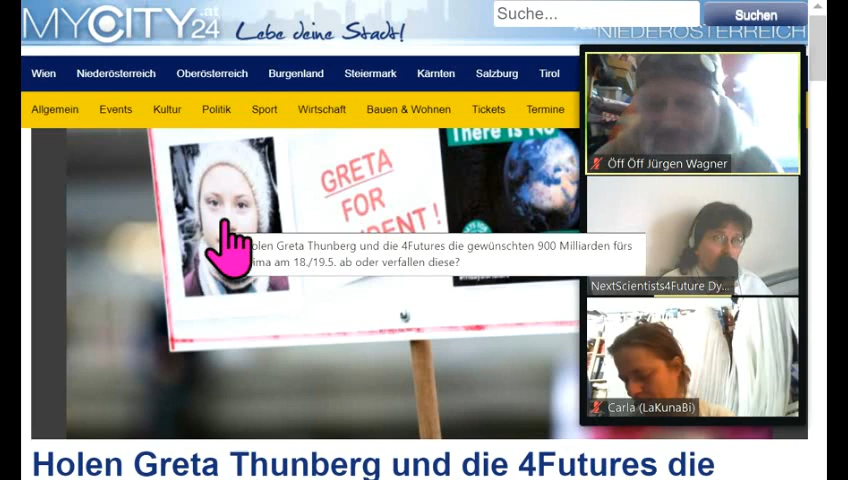 MYCITY24.at
Lebe deine Stadt!
Suche...
Suchen
NIEDERÖSTERREICH
Wien Niederösterreich Oberösterreich Burgenland Steiermark Kärnten Salzburg Tirol
Allgemein Events Kultur Politik Sport Wirtschaft Bauen & Wohnen Tickets Termine
There is No
GRETA
FOR
Holen Greta Thunberg und die 4Futures die gewünschten 900 Milliarden fürs
am 18./19.5. ab oder verfallen diese?
Öff Öff Jürgen Wagner
NextScientists4Future Dy...
Carla (LaKunaBi)
Holen Greta Thunberg und die 4Futures die